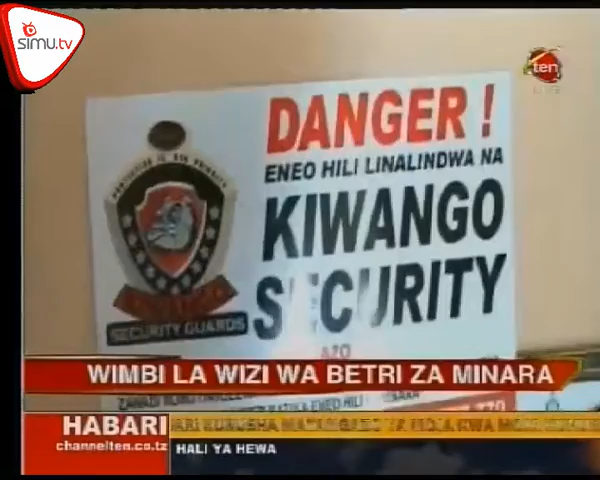 SIMU.tv
ten
DANGER !
ENEO HILI LINALINDWA NA
KIWANGO
SECURITY
SECURITY GUARDS
WIMBI LA WIZI WA BETRI ZA MINARA
HABARI
channelten.co.tz
HALI YA HEWA